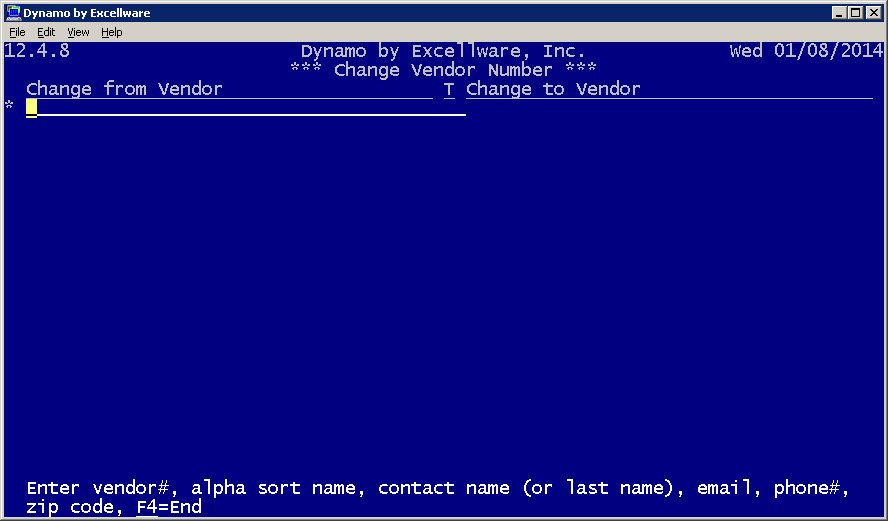 Dynamo by Excellware
File Edit View Help
12.4.8 Dynamo by Excellware, Inc. Wed 01/08/2014
*** Change Vendor Number ***
Change from Vendor T Change to Vendor
*
Enter vendor#, alpha sort name, contact name (or last name), email, phone#,
zip code, F4=End